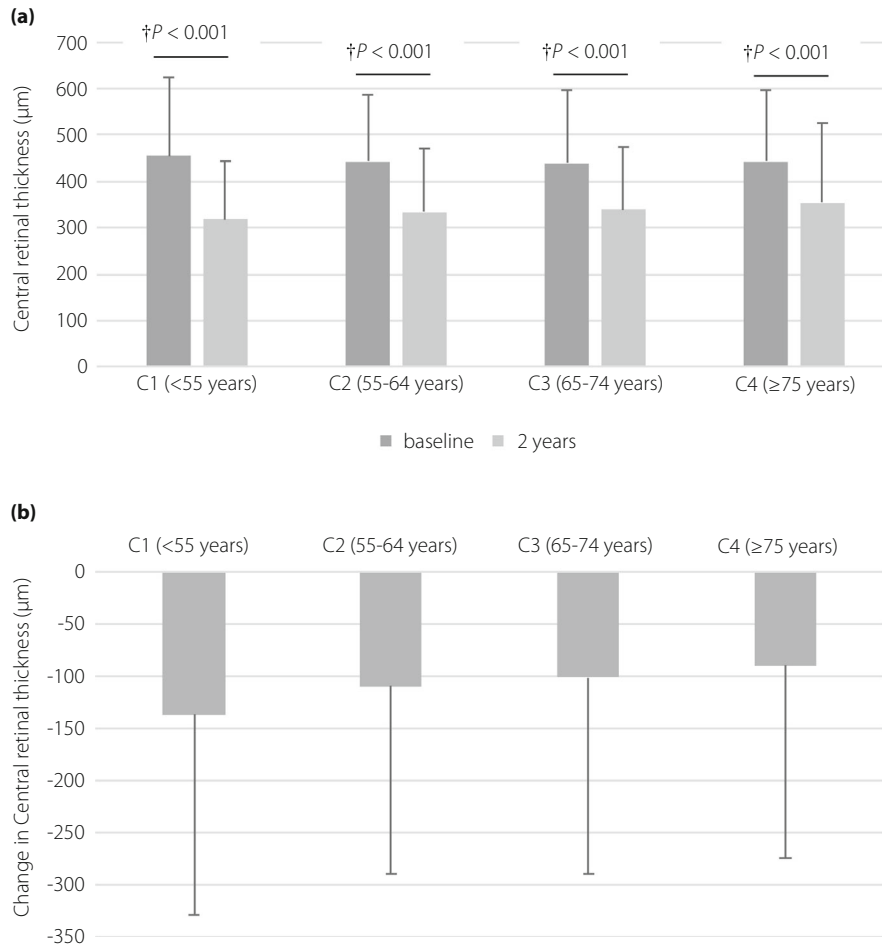 (a)
†P < 0.001
†P < 0.001
†P < 0.001
†P < 0.001
Central retinal thickness (µm)
700
600
500
400
300
200
100
0
C1 (<55 years)
C2 (55-64 years)
C3 (65-74 years)
C4 (≥75 years)
baseline
2 years
(b)
C1 (<55 years)
C2 (55-64 years)
C3 (65-74 years)
C4 (≥75 years)
Change in Central retinal thickness (µm)
0
-50
-100
-150
-200
-250
-300
-350